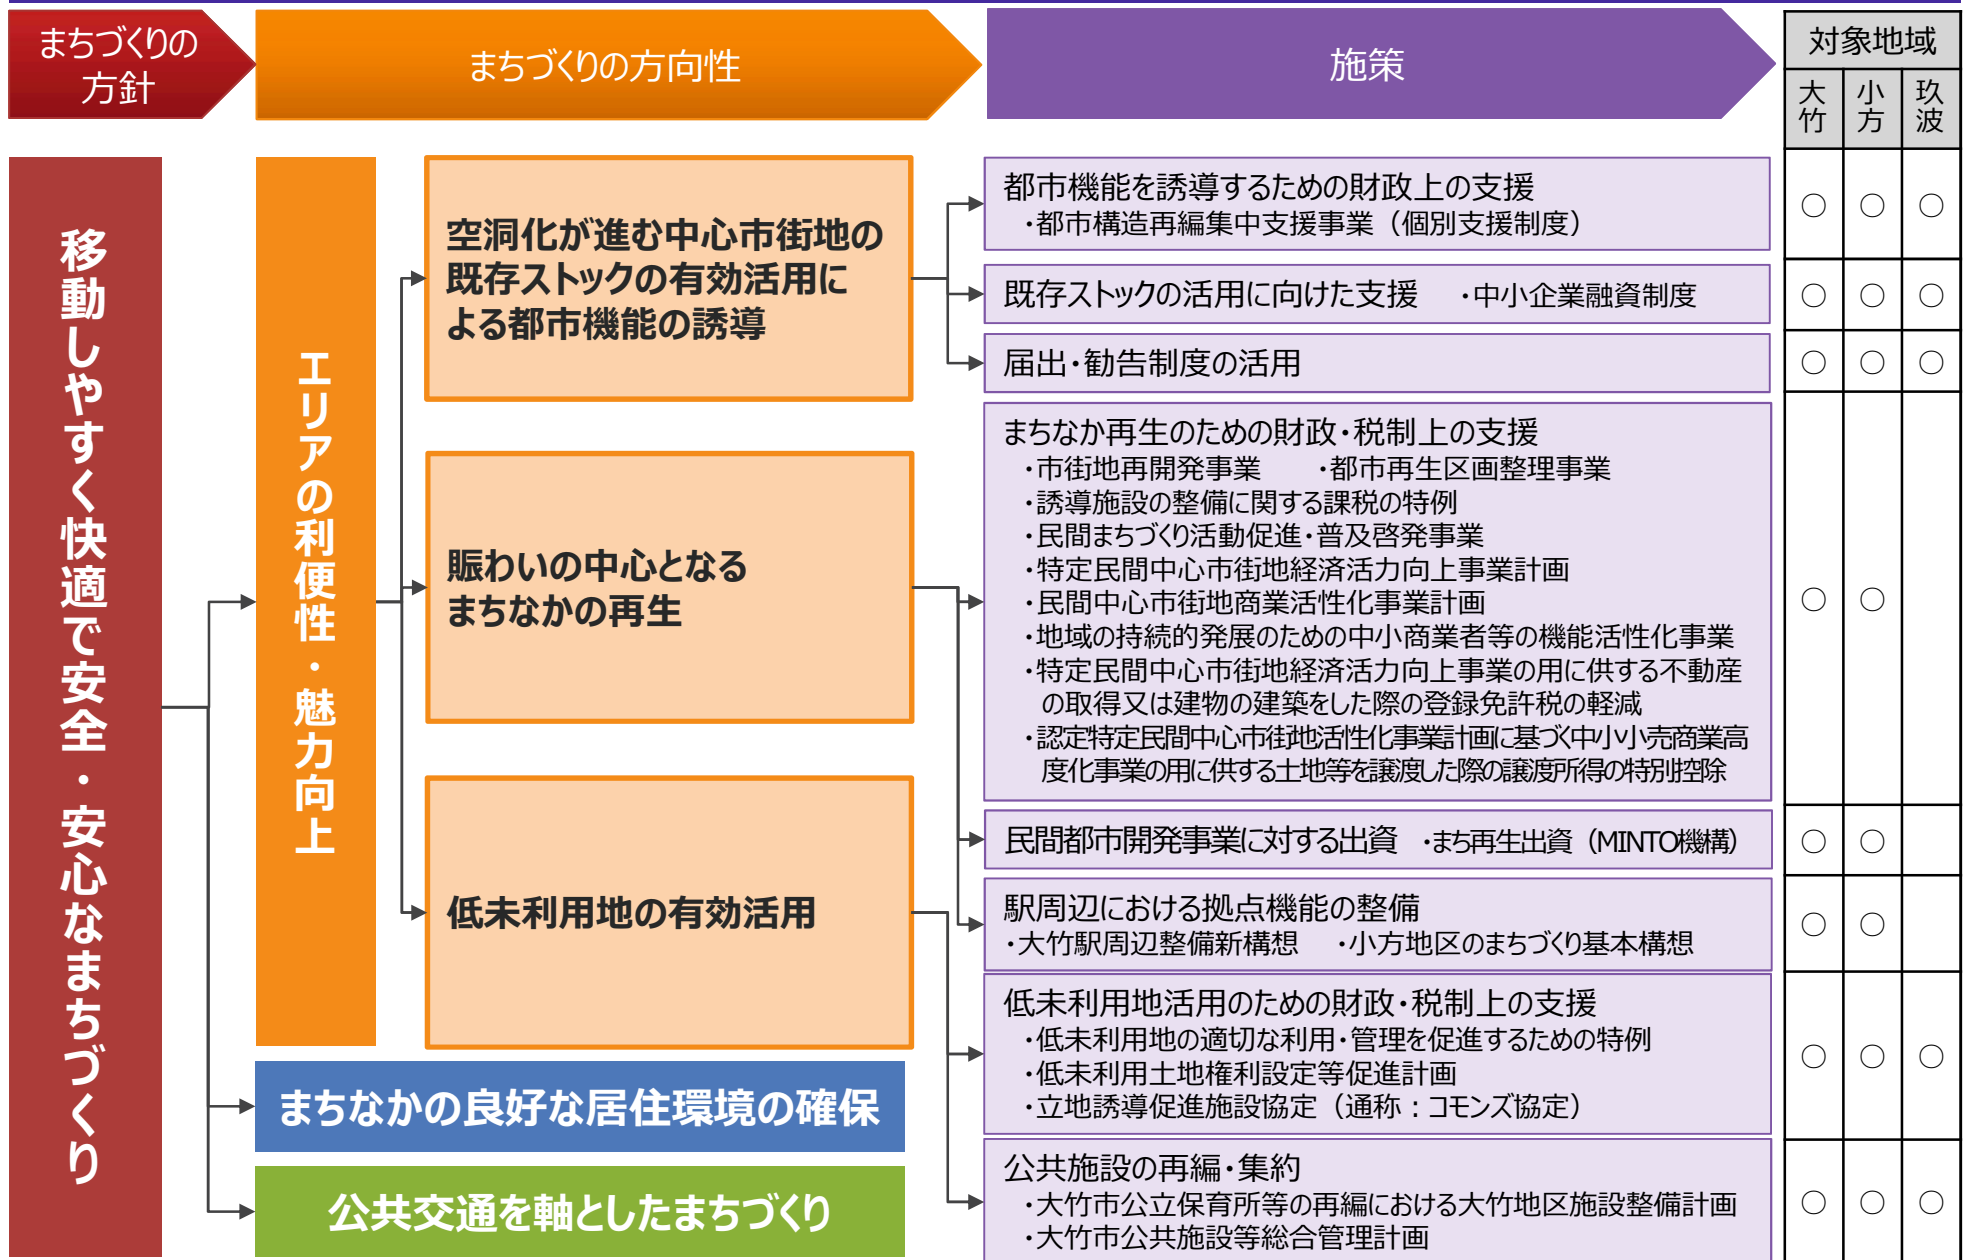 まちづくりの
方針
まちづくりの方向性
施策
対象地域
大竹
小方
玖波
移動しやすく快適で安全・安心なまちづくり
エリアの利便性・魅力向上
空洞化が進む中心市街地の
既存ストックの有効活用に
よる都市機能の誘導
都市機能を誘導するための財政上の支援
・都市構造再編集中支援事業（個別支援制度）
○ ○ ○
既存ストックの活用に向けた支援 ・中小企業融資制度
○ ○ ○
届出・勧告制度の活用
○ ○ ○
賑わいの中心となる
まちなかの再生
まちなか再生のための財政・税制上の支援
・市街地再開発事業 ・都市再生区画整理事業
・誘導施設の整備に関する課税の特例
・民間まちづくり活動促進・普及啓発事業
・特定民間中心市街地経済活力向上事業計画
・民間中心市街地商業活性化事業計画
・地域の持続的発展のための中小商業者等の機能活性化事業
・特定民間中心市街地経済活力向上事業の用に供する不動産
の取得又は建物の建築をした際の登録免許税の軽減
・認定特定民間中心市街地活性化事業計画に基づく中小小売商業高
度化事業の用に供する土地等を譲渡した際の譲渡所得の特別控除
○ ○
民間都市開発事業に対する出資 ・まち再生出資（MINTO機構）
○ ○
駅周辺における拠点機能の整備
・大竹駅周辺整備新構想 ・小方地区のまちづくり基本構想
○ ○
低未利用地の有効活用
低未利用地活用のための財政・税制上の支援
・低未利用地の適切な利用・管理を促進するための特例
・低未利用土地権利設定等促進計画
・立地誘導促進施設協定（通称：コモンズ協定）
○ ○ ○
公共施設の再編・集約
・大竹市公立保育所等の再編における大竹地区施設整備計画
・大竹市公共施設等総合管理計画
○ ○ ○
まちなかの良好な居住環境の確保
公共交通を軸としたまちづくり